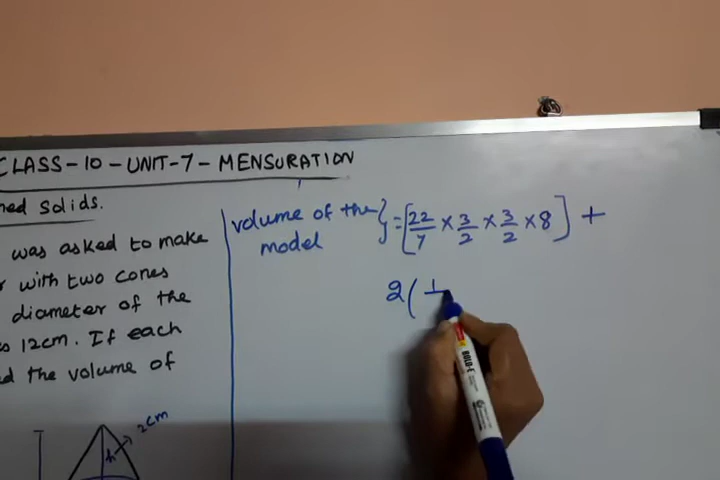 CLASS-10-UNIT-7-MENSURATION
ned solids.
was asked to make
r with two cones
diameter of the
s 12cm. If each
d the volume of
2cm
h
volume of the } = [22/7 × 3/2 × 3/2 × 8] +
model
2( 1
BOLD-E